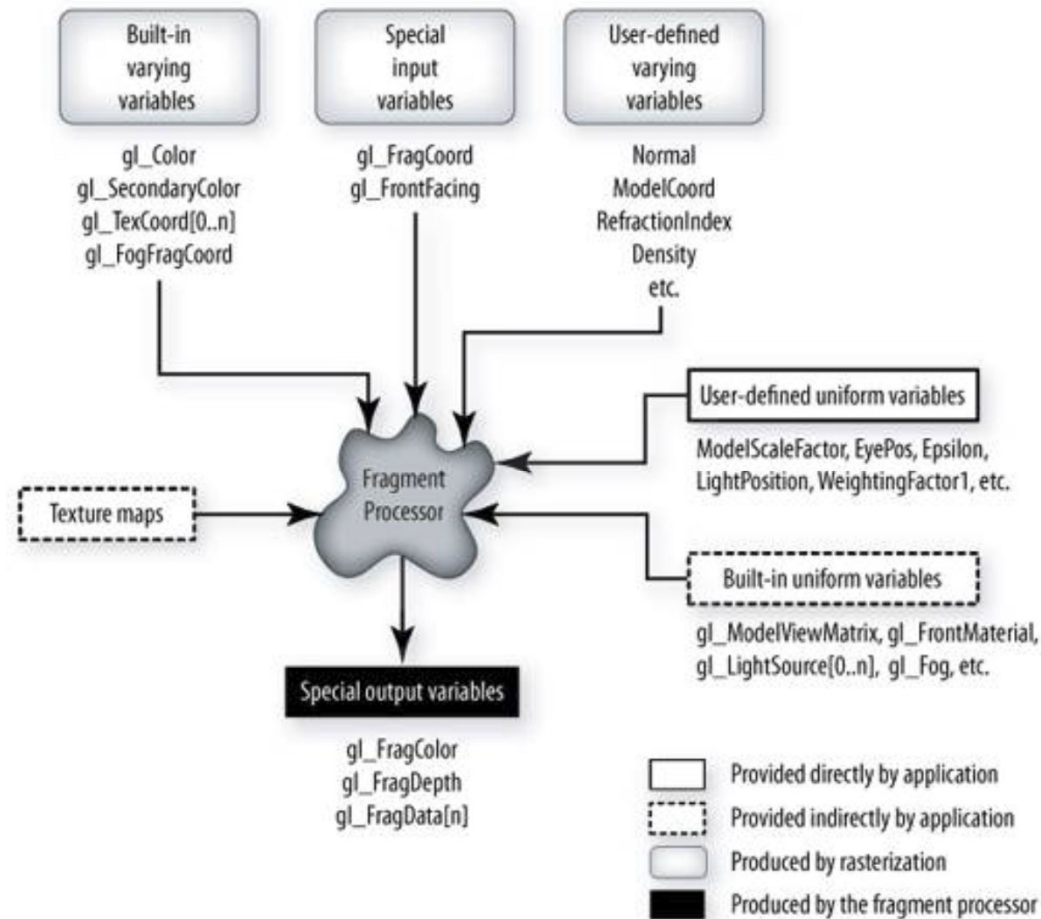 Built-in
varying
variables
Special
input
variables
User-defined
varying
variables
gl_Color
gl_SecondaryColor
gl_TexCoord[0..n]
gl_FogFragCoord
gl_FragCoord
gl_FrontFacing
Normal
ModelCoord
RefractionIndex
Density
etc.
User-defined uniform variables
ModelScaleFactor, EyePos, Epsilon,
LightPosition, WeightingFactor1, etc.
Fragment
Processor
Texture maps
Built-in uniform variables
gl_ModelViewMatrix, gl_FrontMaterial,
gl_LightSource[0..n], gl_Fog, etc.
Special output variables
gl_FragColor
gl_FragDepth
gl_FragData[n]
Provided directly by application
Provided indirectly by application
Produced by rasterization
Produced by the fragment processor